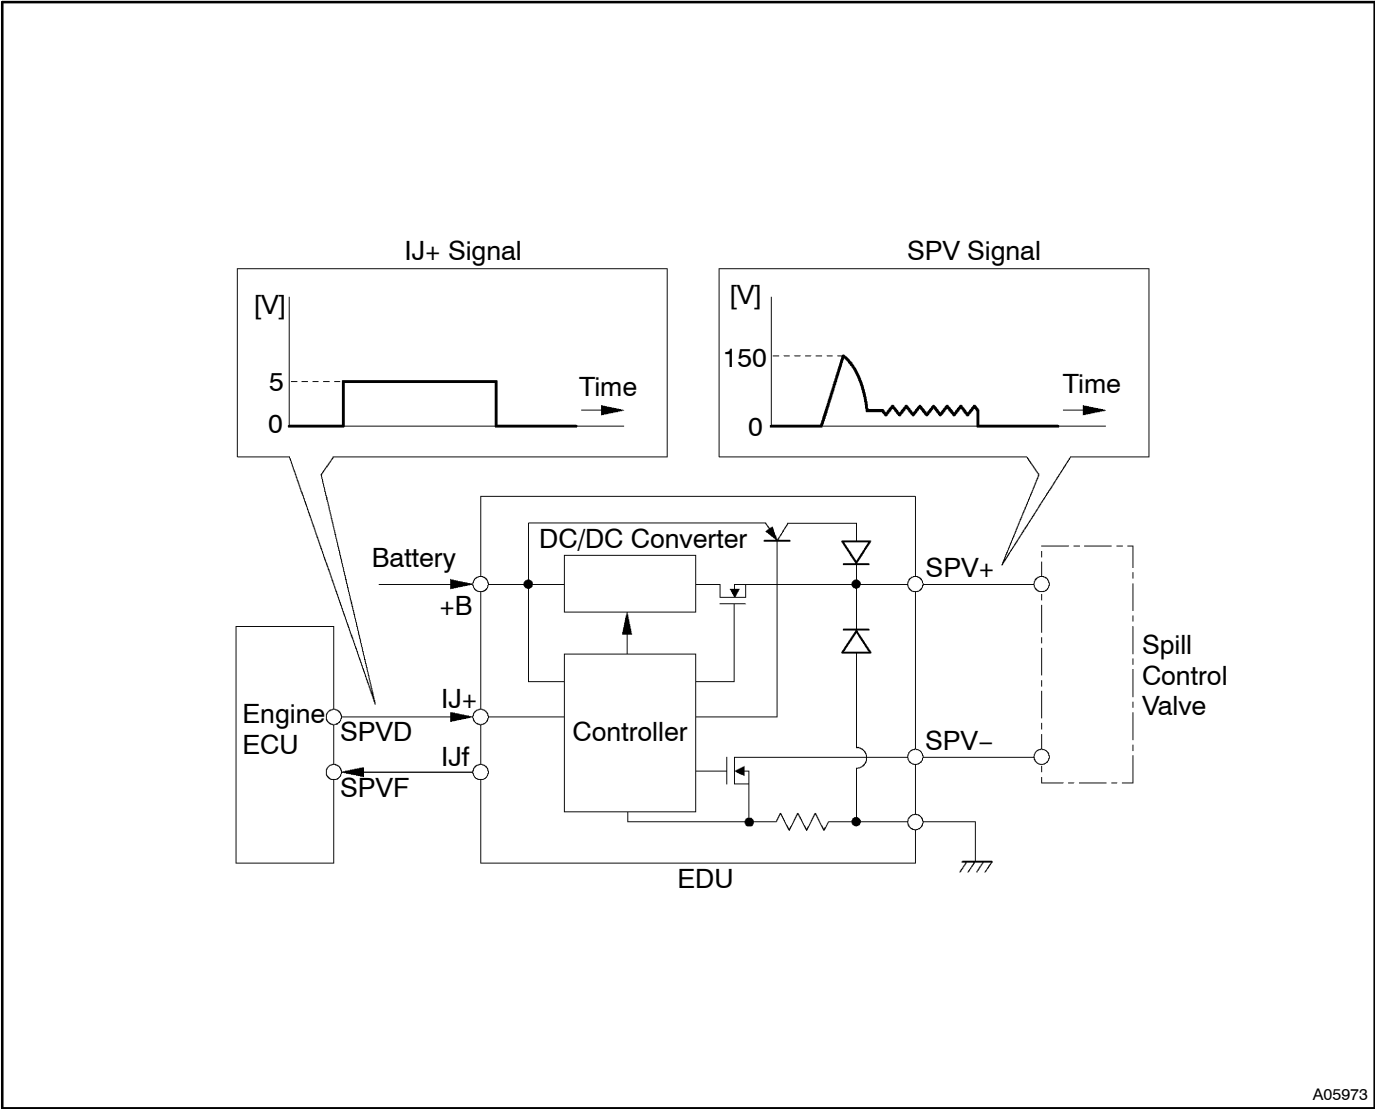 IJ+ Signal
[V]
5
0
Time
SPV Signal
[V]
150
0
Time
DC/DC Converter
Battery
+B
SPV+
Engine
ECU
SPVD
IJ+
IJf
SPVF
Controller
SPV−
Spill
Control
Valve
EDU
A05973